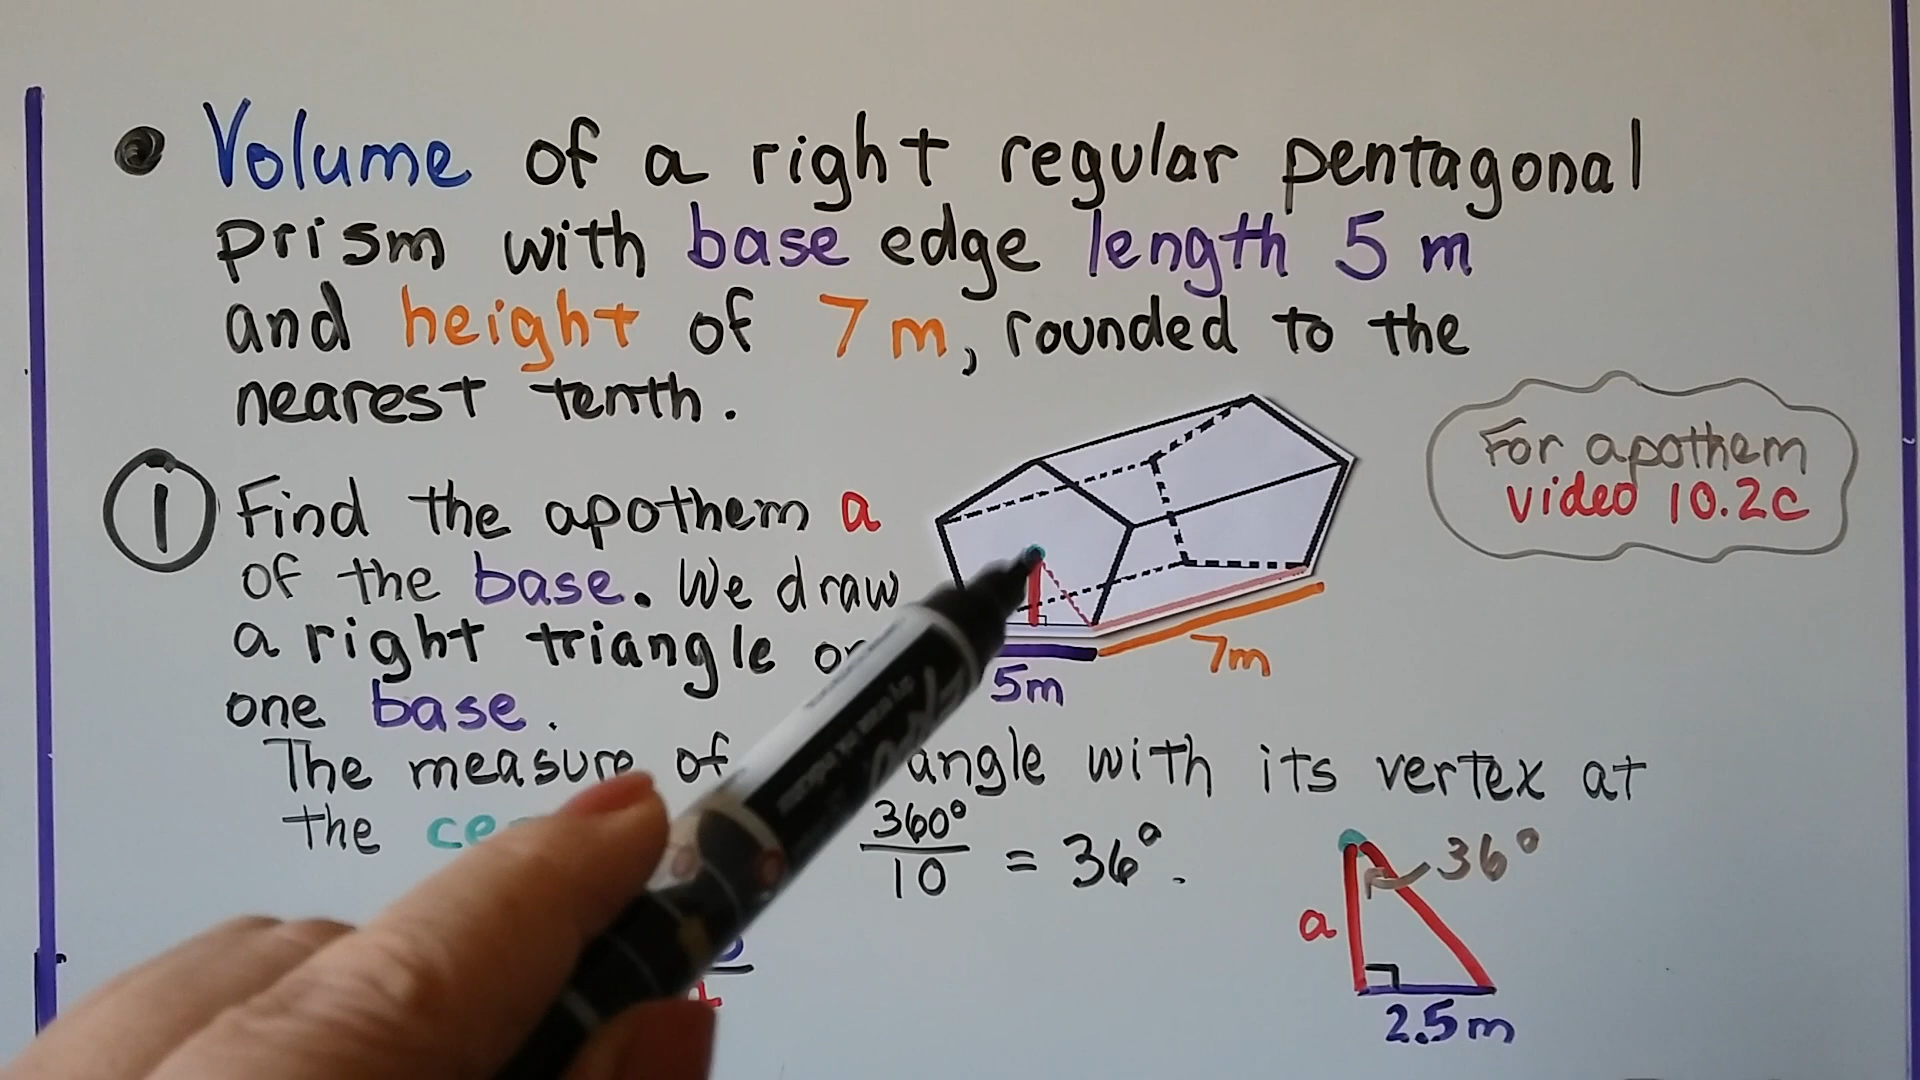 Volume of a right regular pentagonal
prism with base edge length 5 m
and height of 7 m, rounded to the
nearest tenth.
For apothem
video 10.2c
1 Find the apothem a
of the base. We draw
a right triangle
one base.
5m
7m
The measure of angle with its vertex at
the 360° / 10 = 36°.
36°
a
2.5m
EXPO